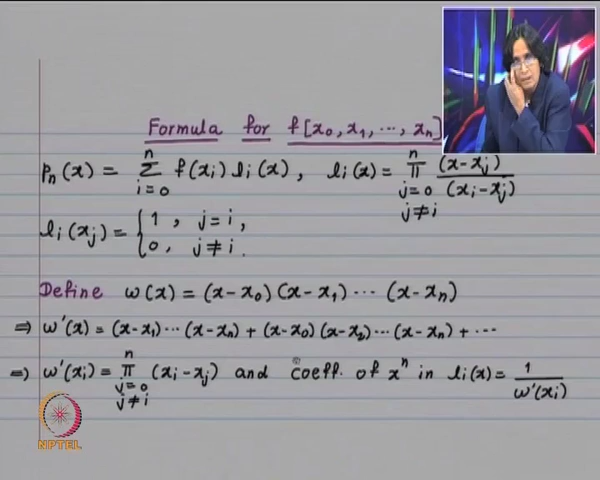 Formula for f[x₀, x₁, ⋯, xₙ]
pₙ(x) = Σ_{i=0}^{n} f(xᵢ) lᵢ(x), lᵢ(x) = ∏_{j=0, j≠i}^{n} (x-xⱼ)/(xᵢ-xⱼ)
lᵢ(xⱼ) = { 1, j=i, 0, j≠i.
Define ω(x) = (x-x₀)(x-x₁)⋯(x-xₙ)
⇒ ω'(x) = (x-x₁)⋯(x-xₙ) + (x-x₀)(x-x₂)⋯(x-xₙ) + ⋯
⇒ ω'(xᵢ) = ∏_{j=0, j≠i}^{n} (xᵢ-xⱼ) and coeff. of xⁿ in lᵢ(x) = 1/ω'(xᵢ)
NPTEL